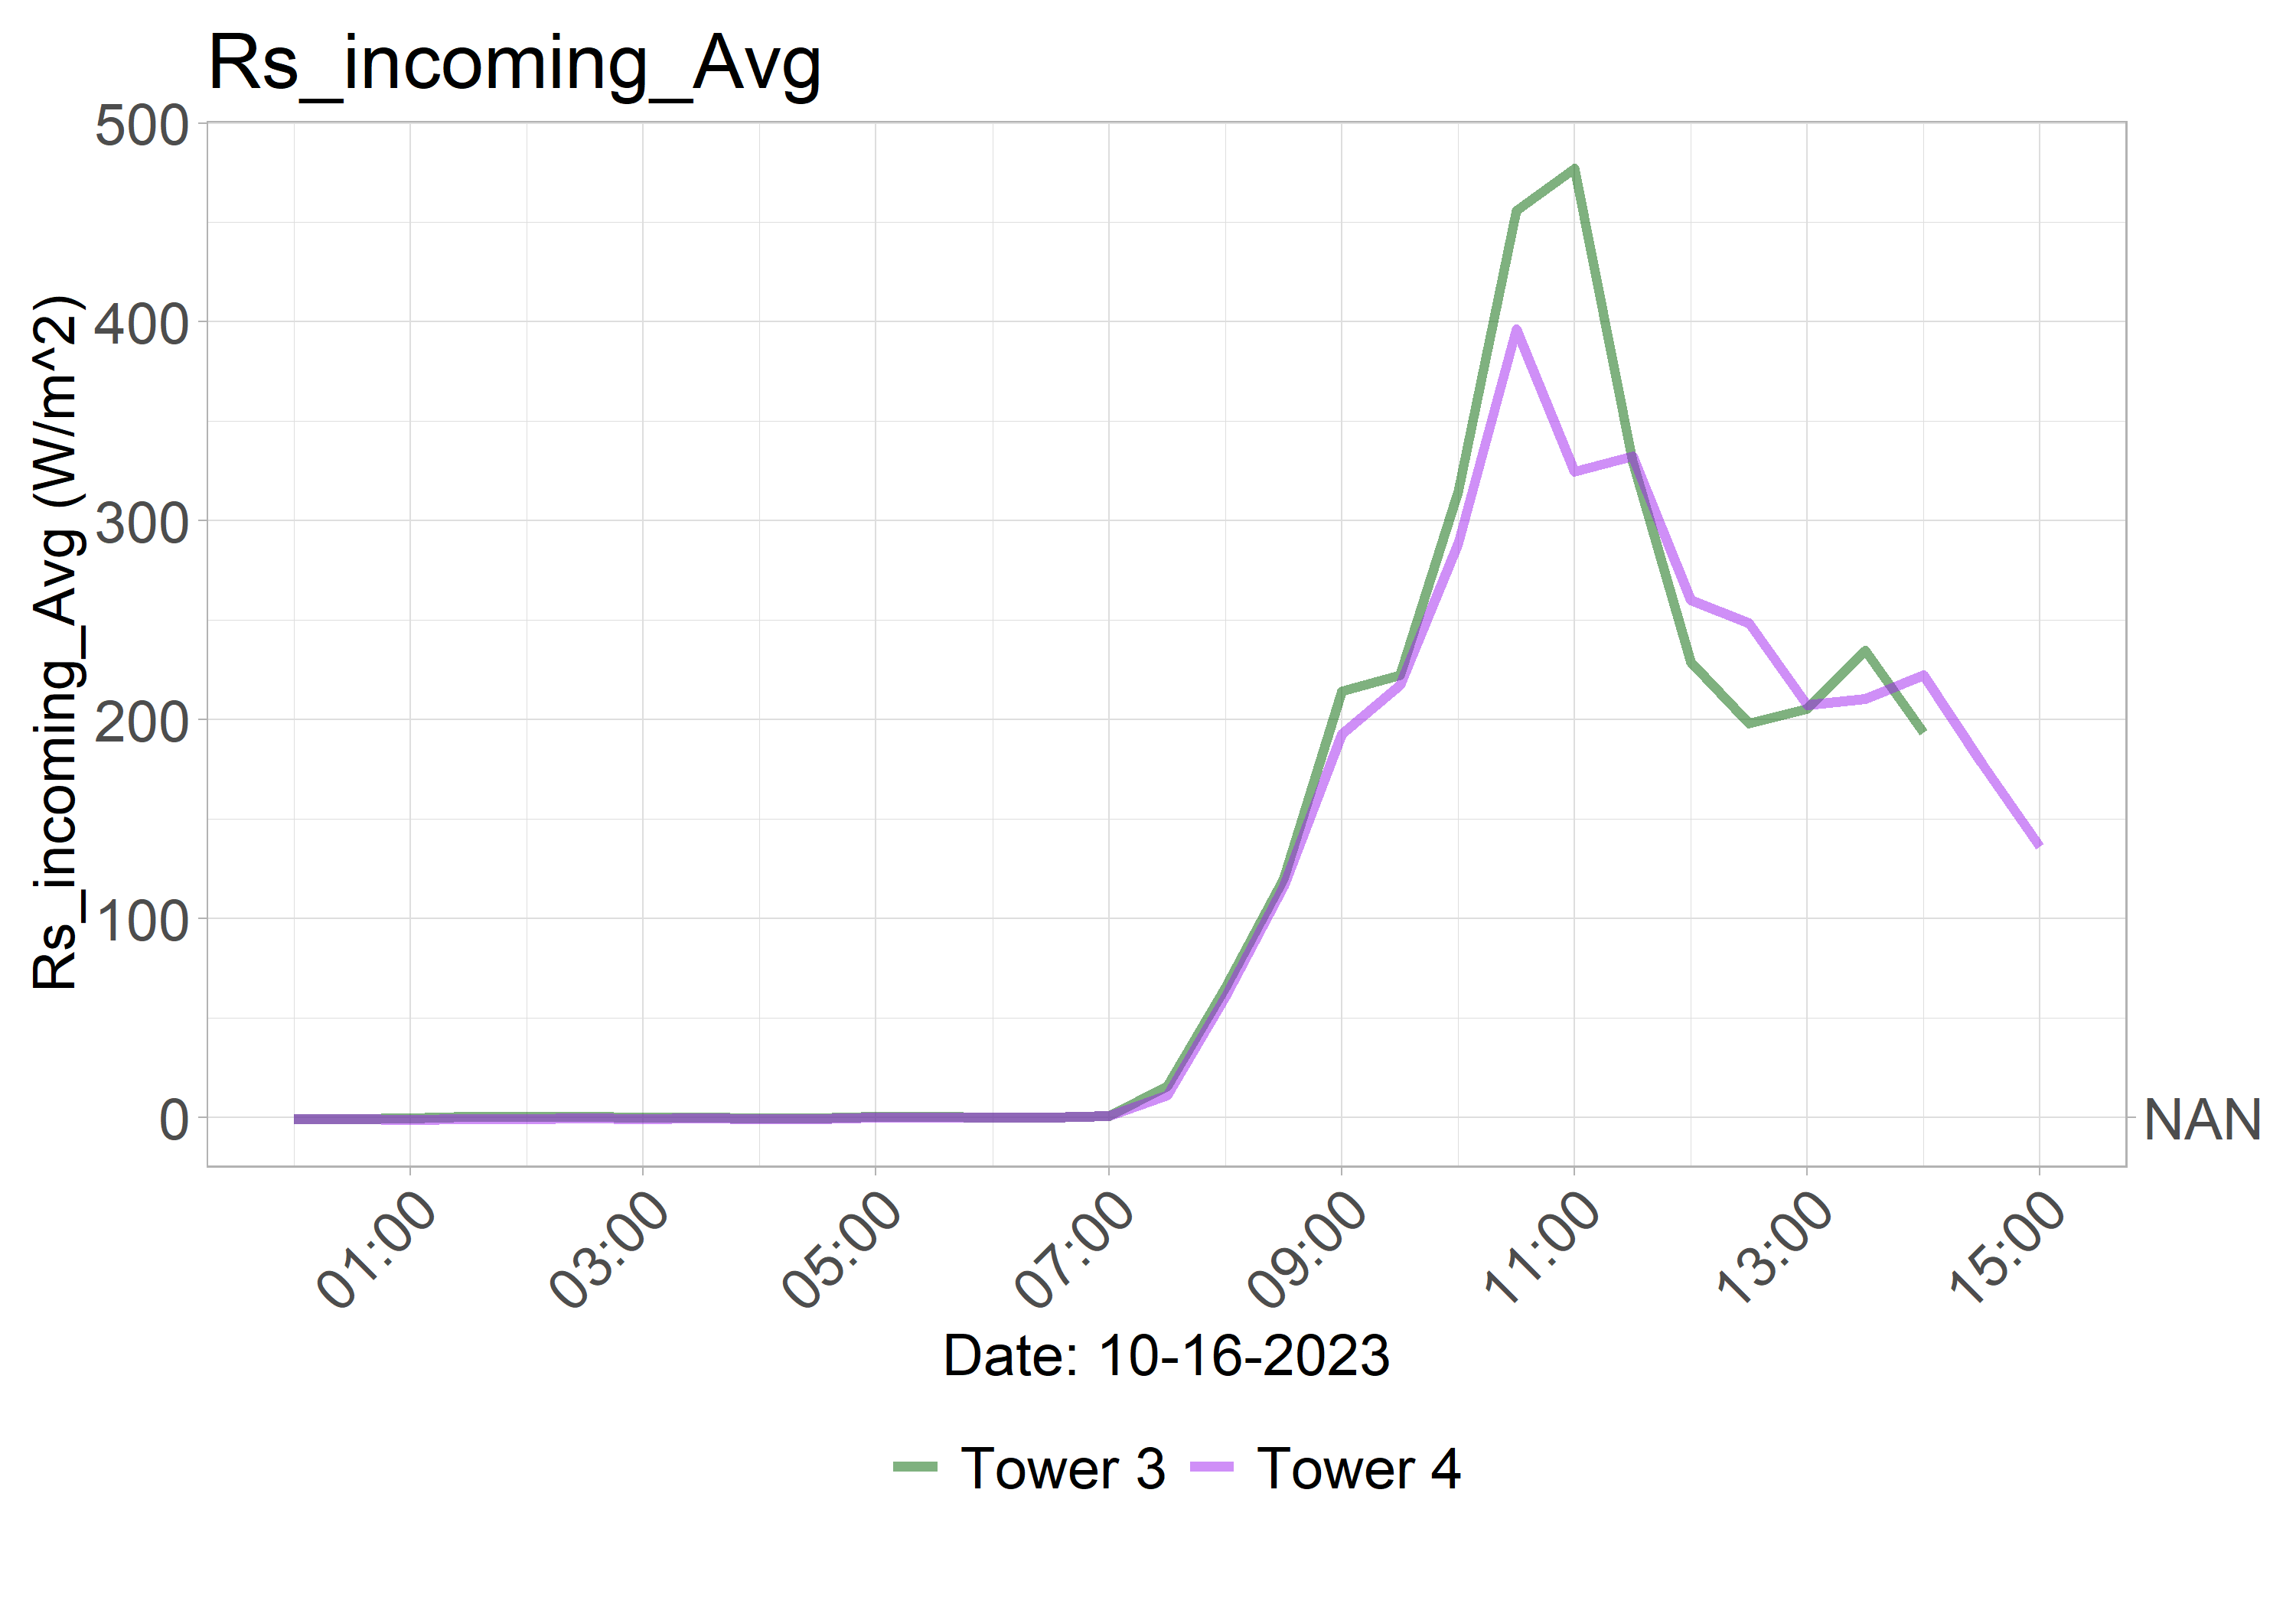 Rs_incoming_Avg
Rs_incoming_Avg (W/m^2)
500
400
300
200
100
0
NAN
01:00
03:00
05:00
07:00
09:00
11:00
13:00
15:00
Date: 10-16-2023
Tower 3
Tower 4